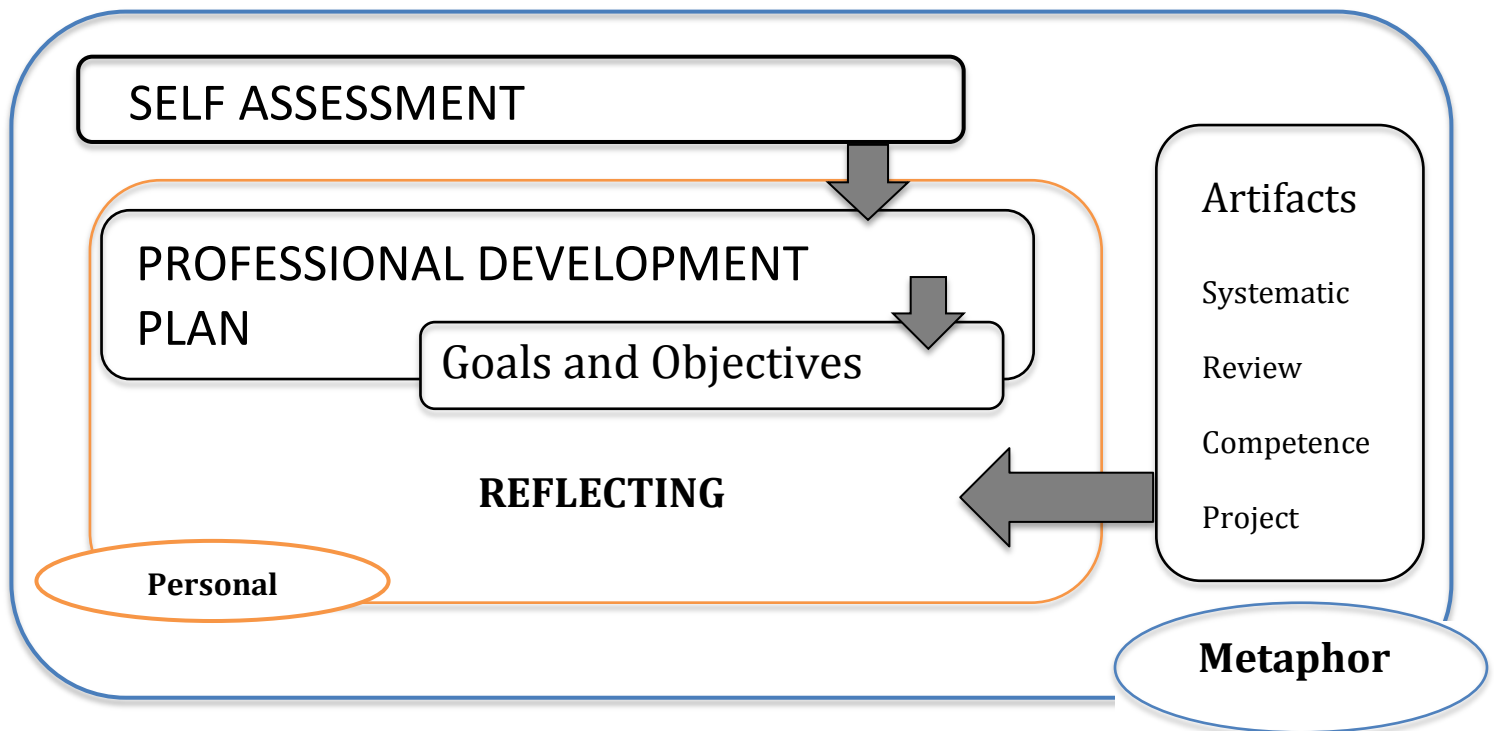 SELF ASSESSMENT
PROFESSIONAL DEVELOPMENT
PLAN
Goals and Objectives
REFLECTING
Personal
Artifacts
Systematic
Review
Competence
Project
Metaphor